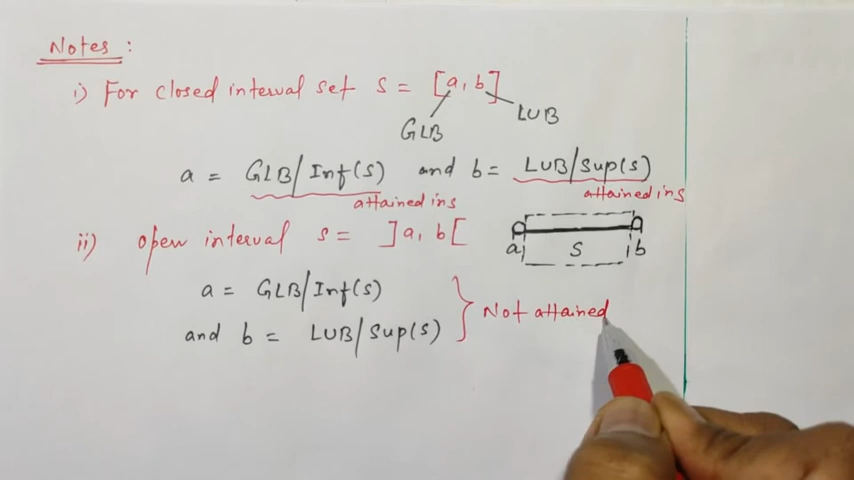 Notes :
i) For closed interval set S = [a, b]
GLB LUB
a = GLB/Inf(S) and b = LUB/Sup(S)
attained in s attained in s
ii) open interval S = ]a, b[
a S b
a = GLB/Inf(S)
and b = LUB/Sup(S)
Not attained